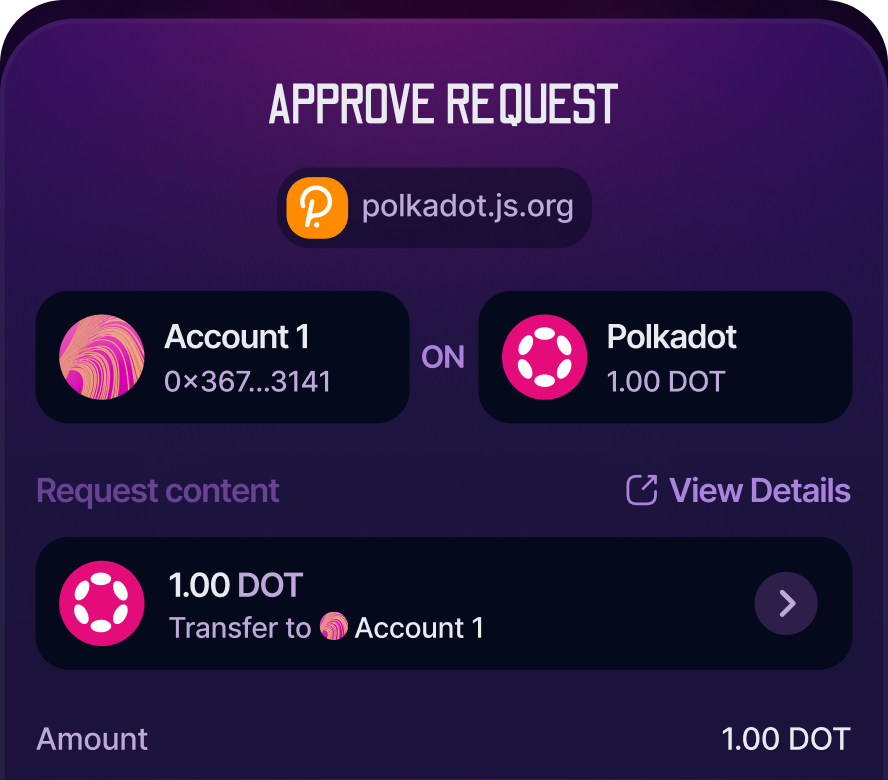 APPROVE REQUEST
polkadot.js.org
Account 1
0×367...3141
ON
Polkadot
1.00 DOT
Request content
View Details
1.00 DOT
Transfer to Account 1
Amount
1.00 DOT